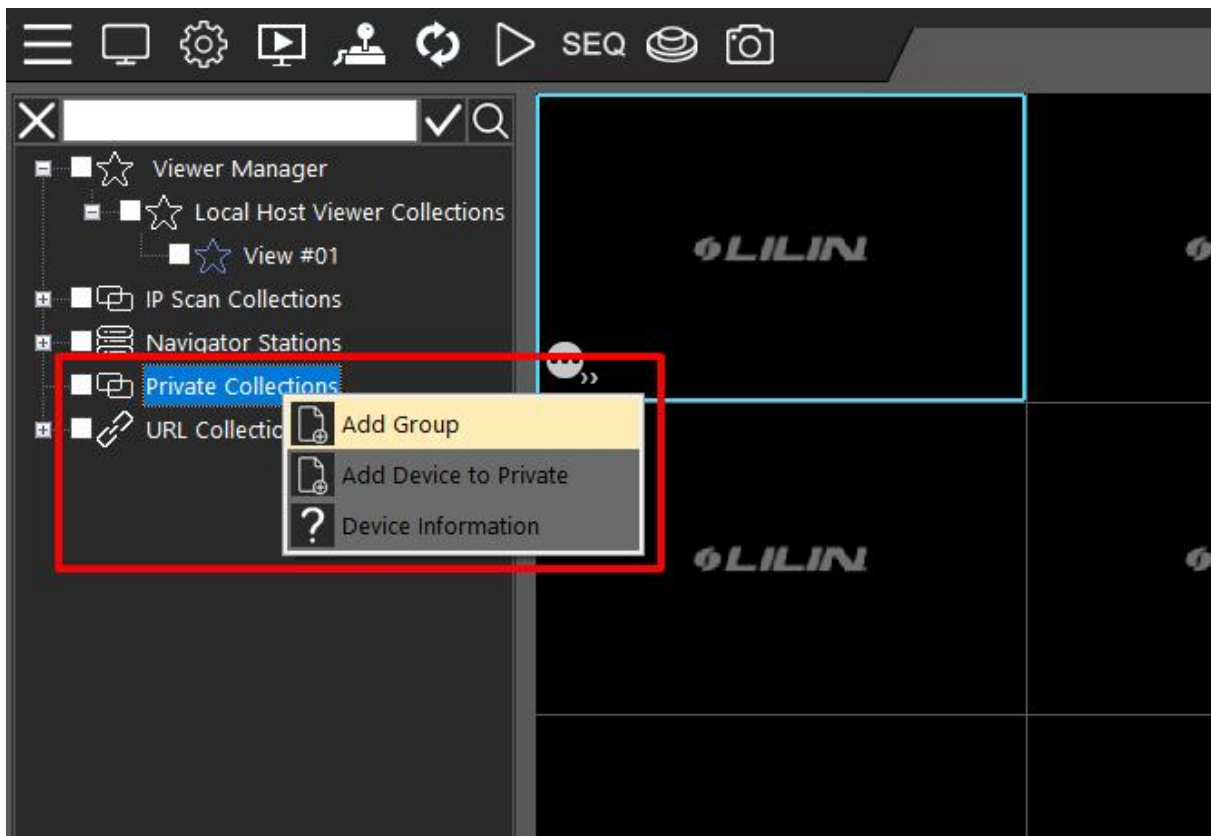 SEQ
Viewer Manager
Local Host Viewer Collections
View #01
IP Scan Collections
Navigator Stations
Private Collections
URL Collectio
Add Group
Add Device to Private
Device Information
LILIN
LILIN